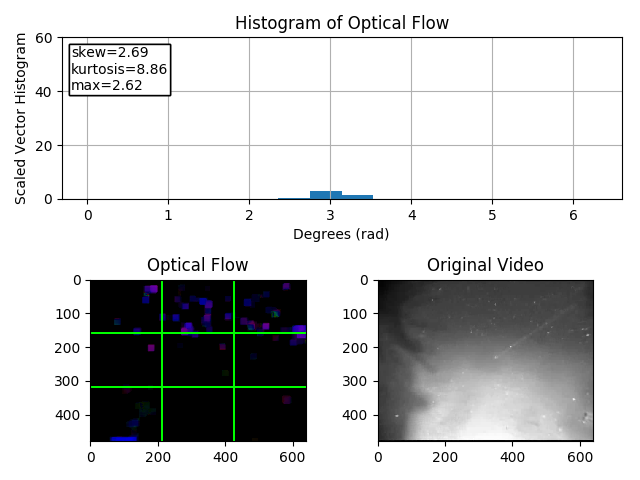 Histogram of Optical Flow
Scaled Vector Histogram
60
40
20
0
skew=2.69
kurtosis=8.86
max=2.62
0 1 2 3 4 5 6
Degrees (rad)
Optical Flow
0
100
200
300
400
0 200 400 600
Original Video
0
100
200
300
400
0 200 400 600